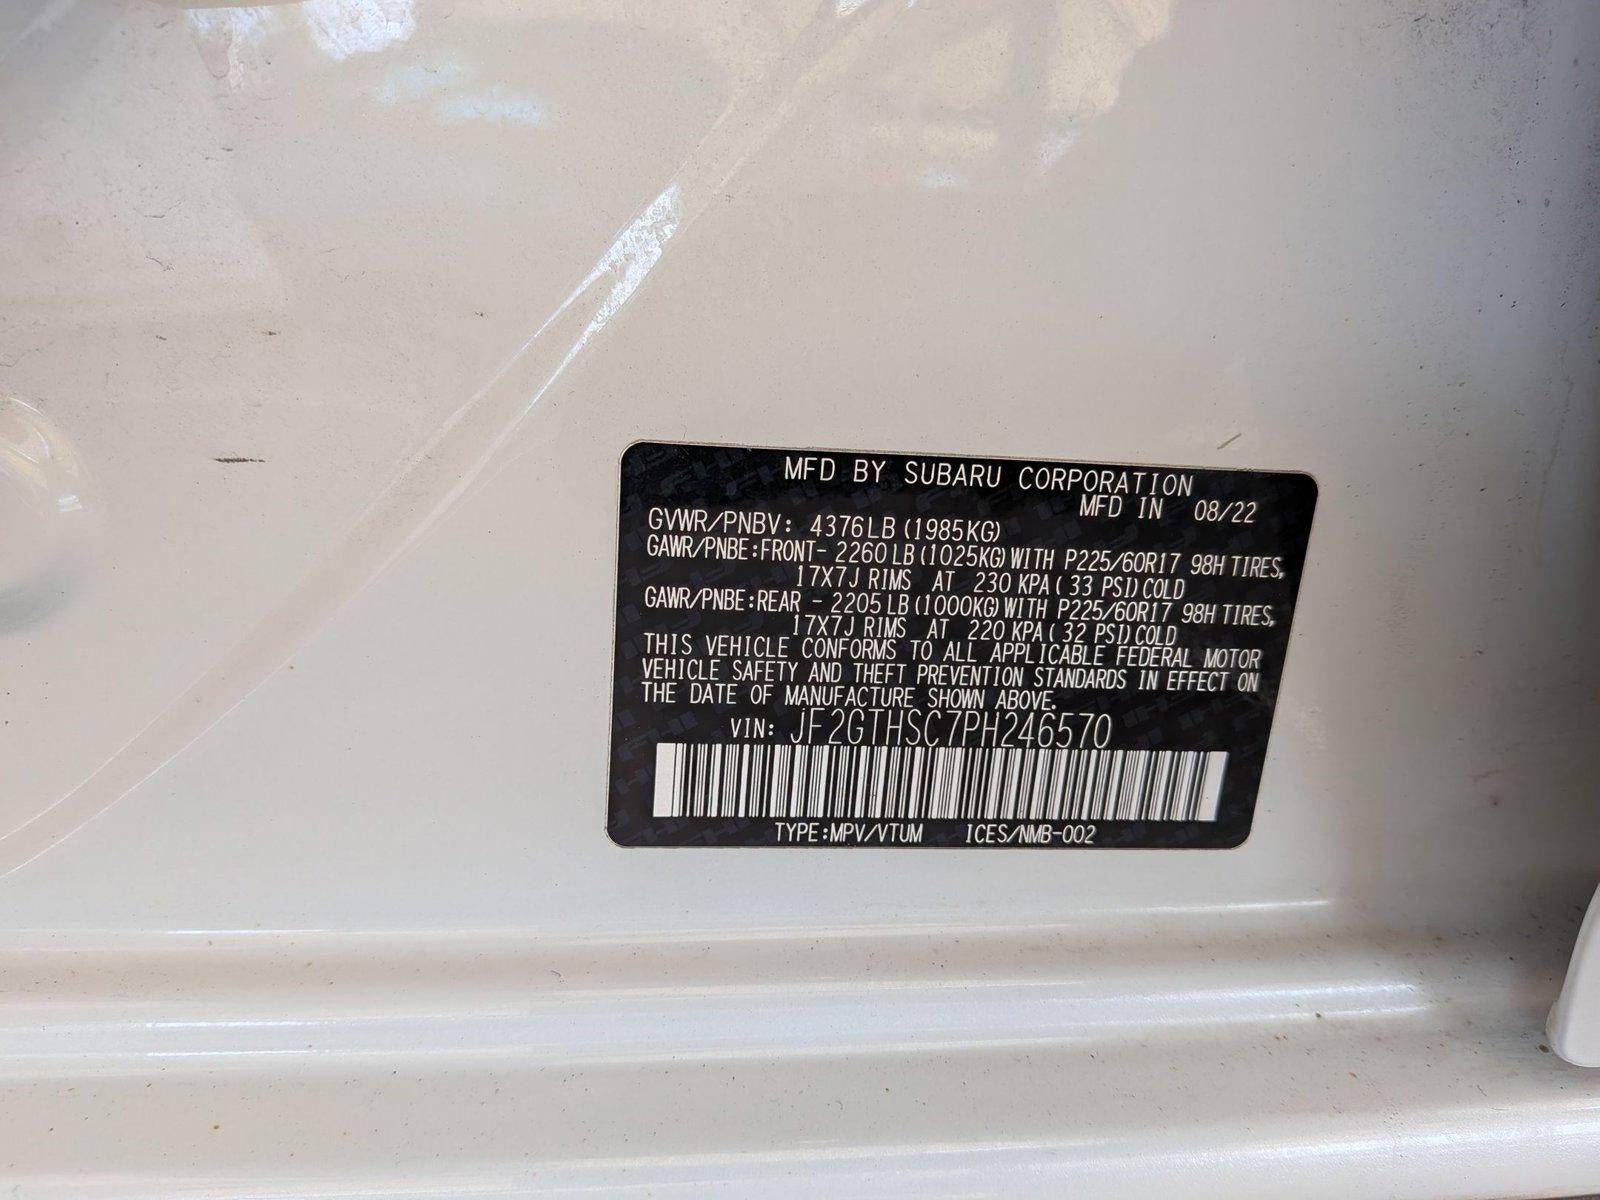 MFD BY SUBARU CORPORATION
MFD IN 08/22
GVWR/PNBV: 4376LB (1985KG)
GAWR/PNBE:FRONT- 2260 LB (1025KG) WITH P225/60R17 98H TIRES,
17X7J RIMS AT 230 KPA( 33 PSI) COLD
GAWR/PNBE:REAR - 2205 LB (1000KG) WITH P225/60R17 98H TIRES,
17X7J RIMS AT 220 KPA( 32 PSI) COLD
THIS VEHICLE CONFORMS TO ALL APPLICABLE FEDERAL MOTOR
VEHICLE SAFETY AND THEFT PREVENTION STANDARDS IN EFFECT ON
THE DATE OF MANUFACTURE SHOWN ABOVE.
VIN: JF2GTHSC7PH246570
TYPE:MPV/VTUM ICES/NMB-002